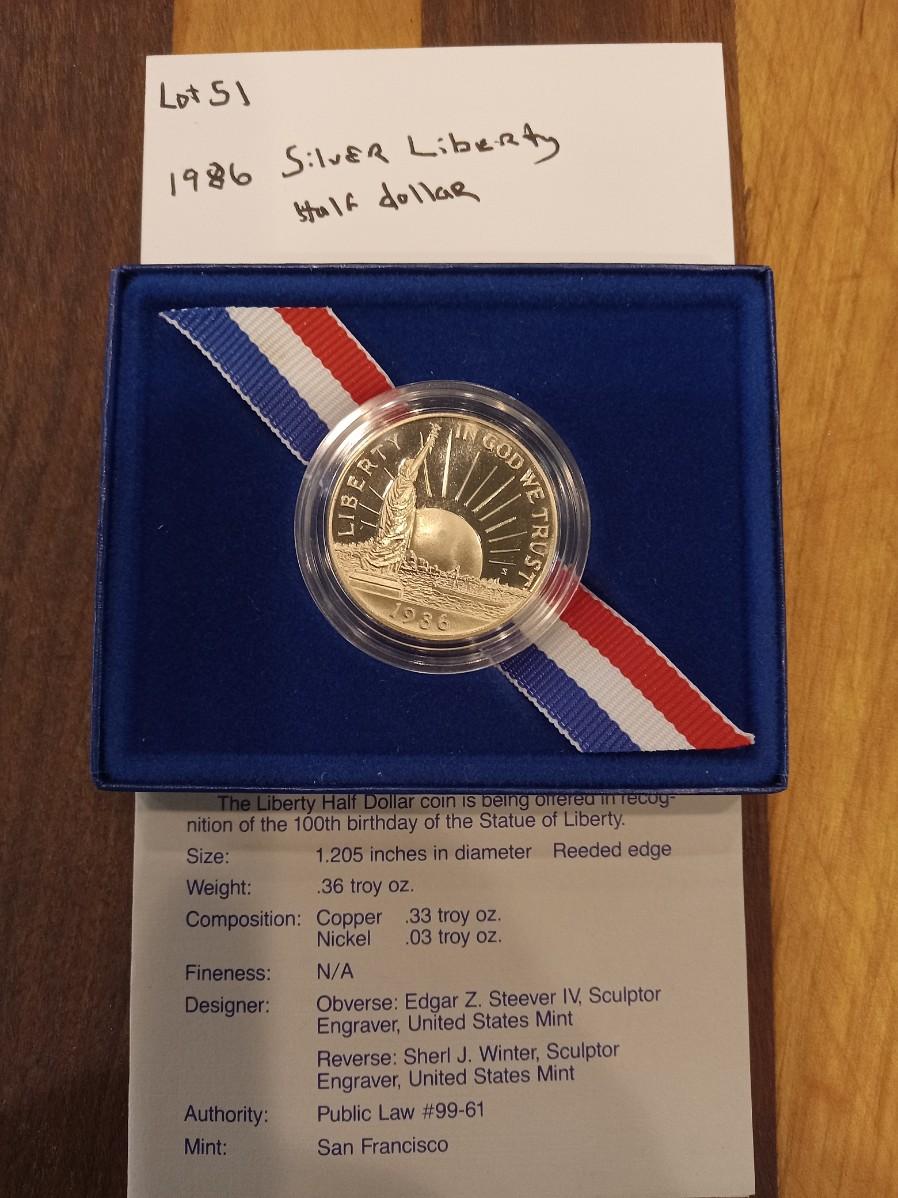 Lot 51
1986 Silver Liberty
Half dollar
LIBERTY
IN GOD WE TRUST
S
1986
The Liberty Half Dollar coin is being offered in recog-
nition of the 100th birthday of the Statue of Liberty.
Size: 1.205 inches in diameter Reeded edge
Weight: .36 troy oz.
Composition: Copper .33 troy oz.
Nickel .03 troy oz.
Fineness: N/A
Designer: Obverse: Edgar Z. Steever IV, Sculptor
Engraver, United States Mint
Reverse: Sherl J. Winter, Sculptor
Engraver, United States Mint
Authority: Public Law #99-61
Mint: San Francisco